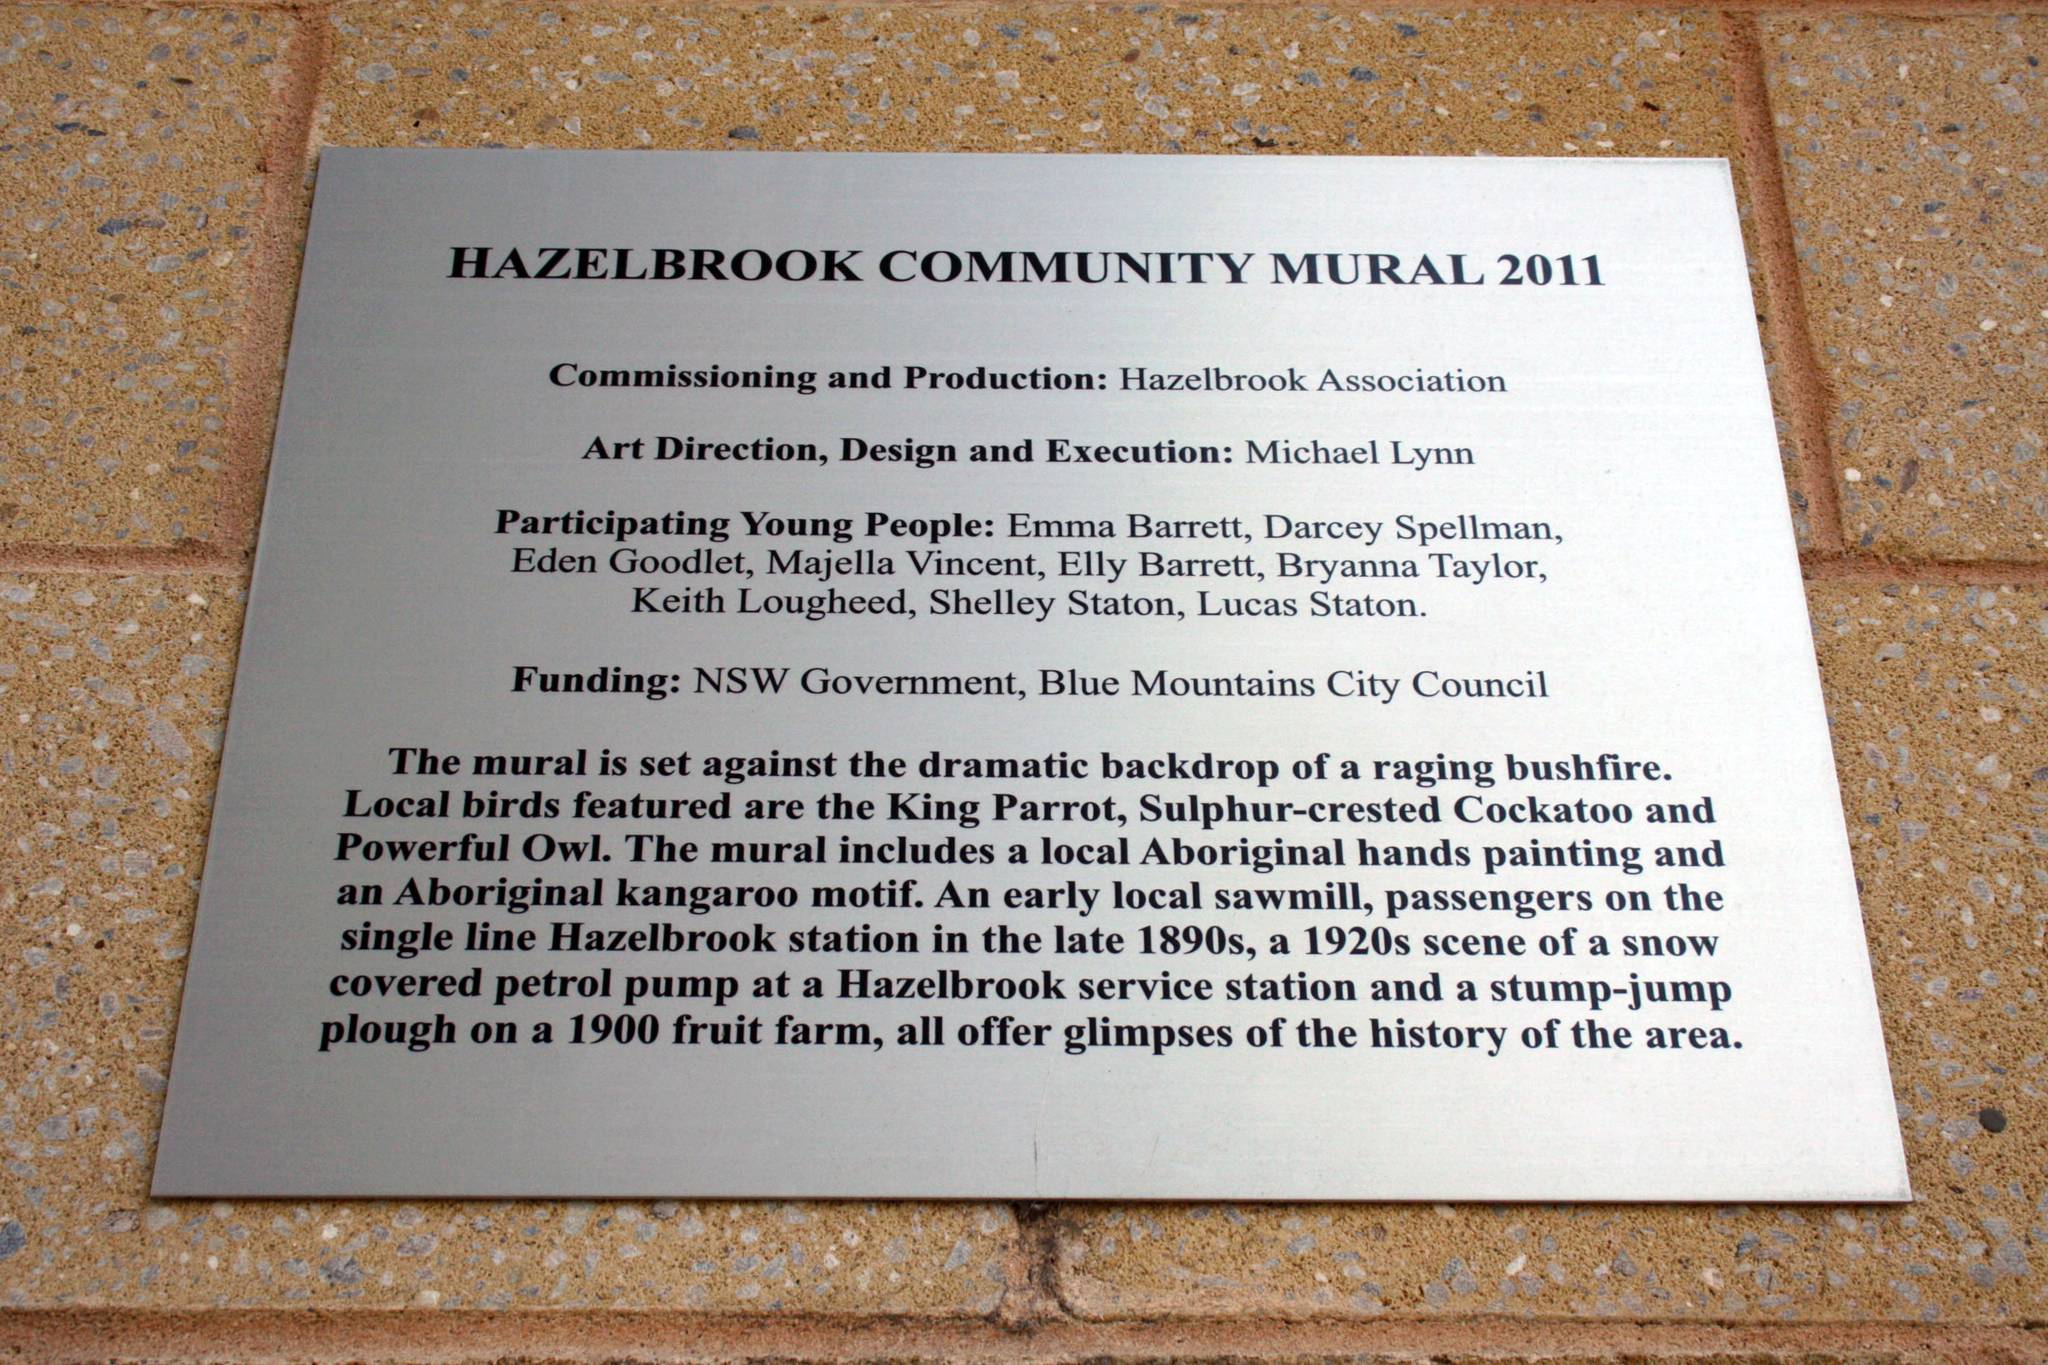 HAZELBROOK COMMUNITY MURAL 2011
Commissioning and Production: Hazelbrook Association
Art Direction, Design and Execution: Michael Lynn
Participating Young People: Emma Barrett, Darcey Spellman,
Eden Goodlet, Majella Vincent, Elly Barrett, Bryanna Taylor,
Keith Lougheed, Shelley Staton, Lucas Staton.
Funding: NSW Government, Blue Mountains City Council
The mural is set against the dramatic backdrop of a raging bushfire.
Local birds featured are the King Parrot, Sulphur-crested Cockatoo and
Powerful Owl. The mural includes a local Aboriginal hands painting and
an Aboriginal kangaroo motif. An early local sawmill, passengers on the
single line Hazelbrook station in the late 1890s, a 1920s scene of a snow
covered petrol pump at a Hazelbrook service station and a stump-jump
plough on a 1900 fruit farm, all offer glimpses of the history of the area.